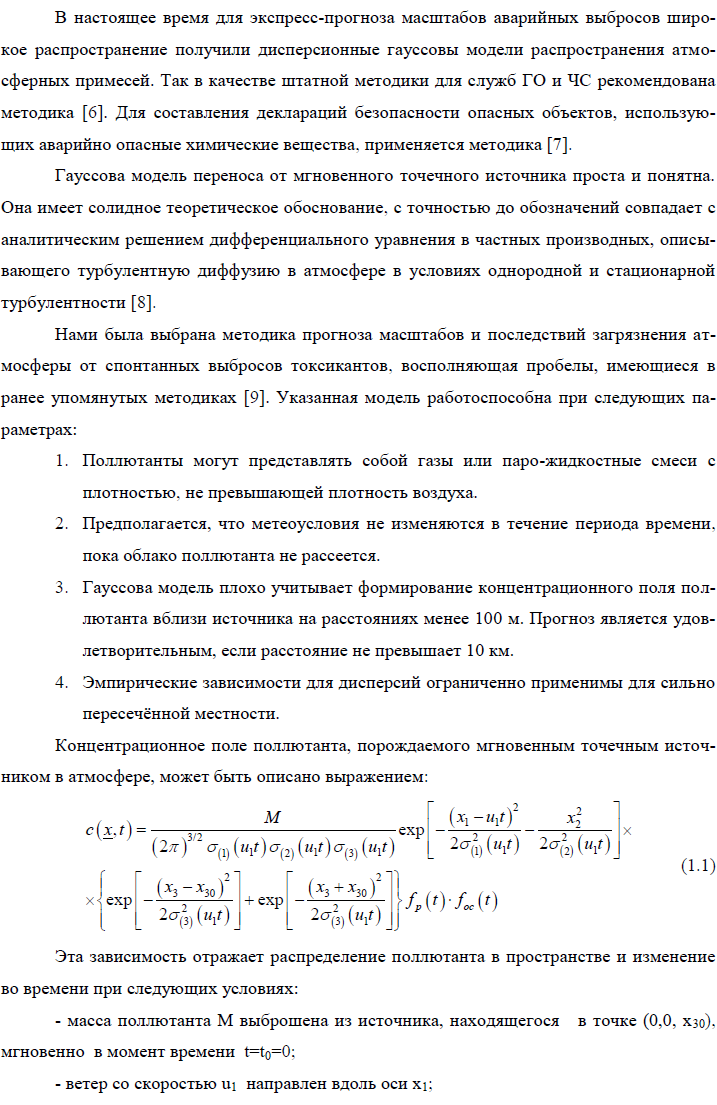 В настоящее время для экспресс-прогноза масштабов аварийных выбросов широ-
кое распространение получили дисперсионные гауссовы модели распространения атмо-
сферных примесей. Так в качестве штатной методики для служб ГО и ЧС рекомендована
методика [6]. Для составления деклараций безопасности опасных объектов, использую-
щих аварийно опасные химические вещества, применяется методика [7].
Гауссова модель переноса от мгновенного точечного источника проста и понятна.
Она имеет солидное теоретическое обоснование, с точностью до обозначений совпадает с
аналитическим решением дифференциального уравнения в частных производных, описы-
вающего турбулентную диффузию в атмосфере в условиях однородной и стационарной
турбулентности [8].
Нами была выбрана методика прогноза масштабов и последствий загрязнения ат-
мосферы от спонтанных выбросов токсикантов, восполняющая пробелы, имеющиеся в
ранее упомянутых методиках [9]. Указанная модель работоспособна при следующих па-
раметрах:
1. Поллютанты могут представлять собой газы или паро-жидкостные смеси с
плотностью, не превышающей плотность воздуха.
2. Предполагается, что метеоусловия не изменяются в течение периода времени,
пока облако поллютанта не рассеется.
3. Гауссова модель плохо учитывает формирование концентрационного поля пол-
лютанта вблизи источника на расстояниях менее 100 м. Прогноз является удов-
летворительным, если расстояние не превышает 10 км.
4. Эмпирические зависимости для дисперсий ограниченно применимы для сильно
пересечённой местности.
Концентрационное поле поллютанта, порождаемого мгновенным точечным источ-
ником в атмосфере, может быть описано выражением:
c(x,t) = M / ((2π)^{3/2} σ_{(1)}(u₁t) σ_{(2)}(u₁t) σ_{(3)}(u₁t)) exp[−(x₁ − u₁t)² / (2σ²_{(1)}(u₁t)) − x₂² / (2σ²_{(2)}(u₁t))] ×
× {exp[−(x₃ − x₃₀)² / (2σ²_{(3)}(u₁t))] + exp[−(x₃ + x₃₀)² / (2σ²_{(3)}(u₁t))]} f_p(t) · f_{oc}(t)
(1.1)
Эта зависимость отражает распределение поллютанта в пространстве и изменение
во времени при следующих условиях:
- масса поллютанта М выброшена из источника, находящегося в точке (0,0, x₃₀),
мгновенно в момент времени t=t₀=0;
- ветер со скоростью u₁ направлен вдоль оси x₁;